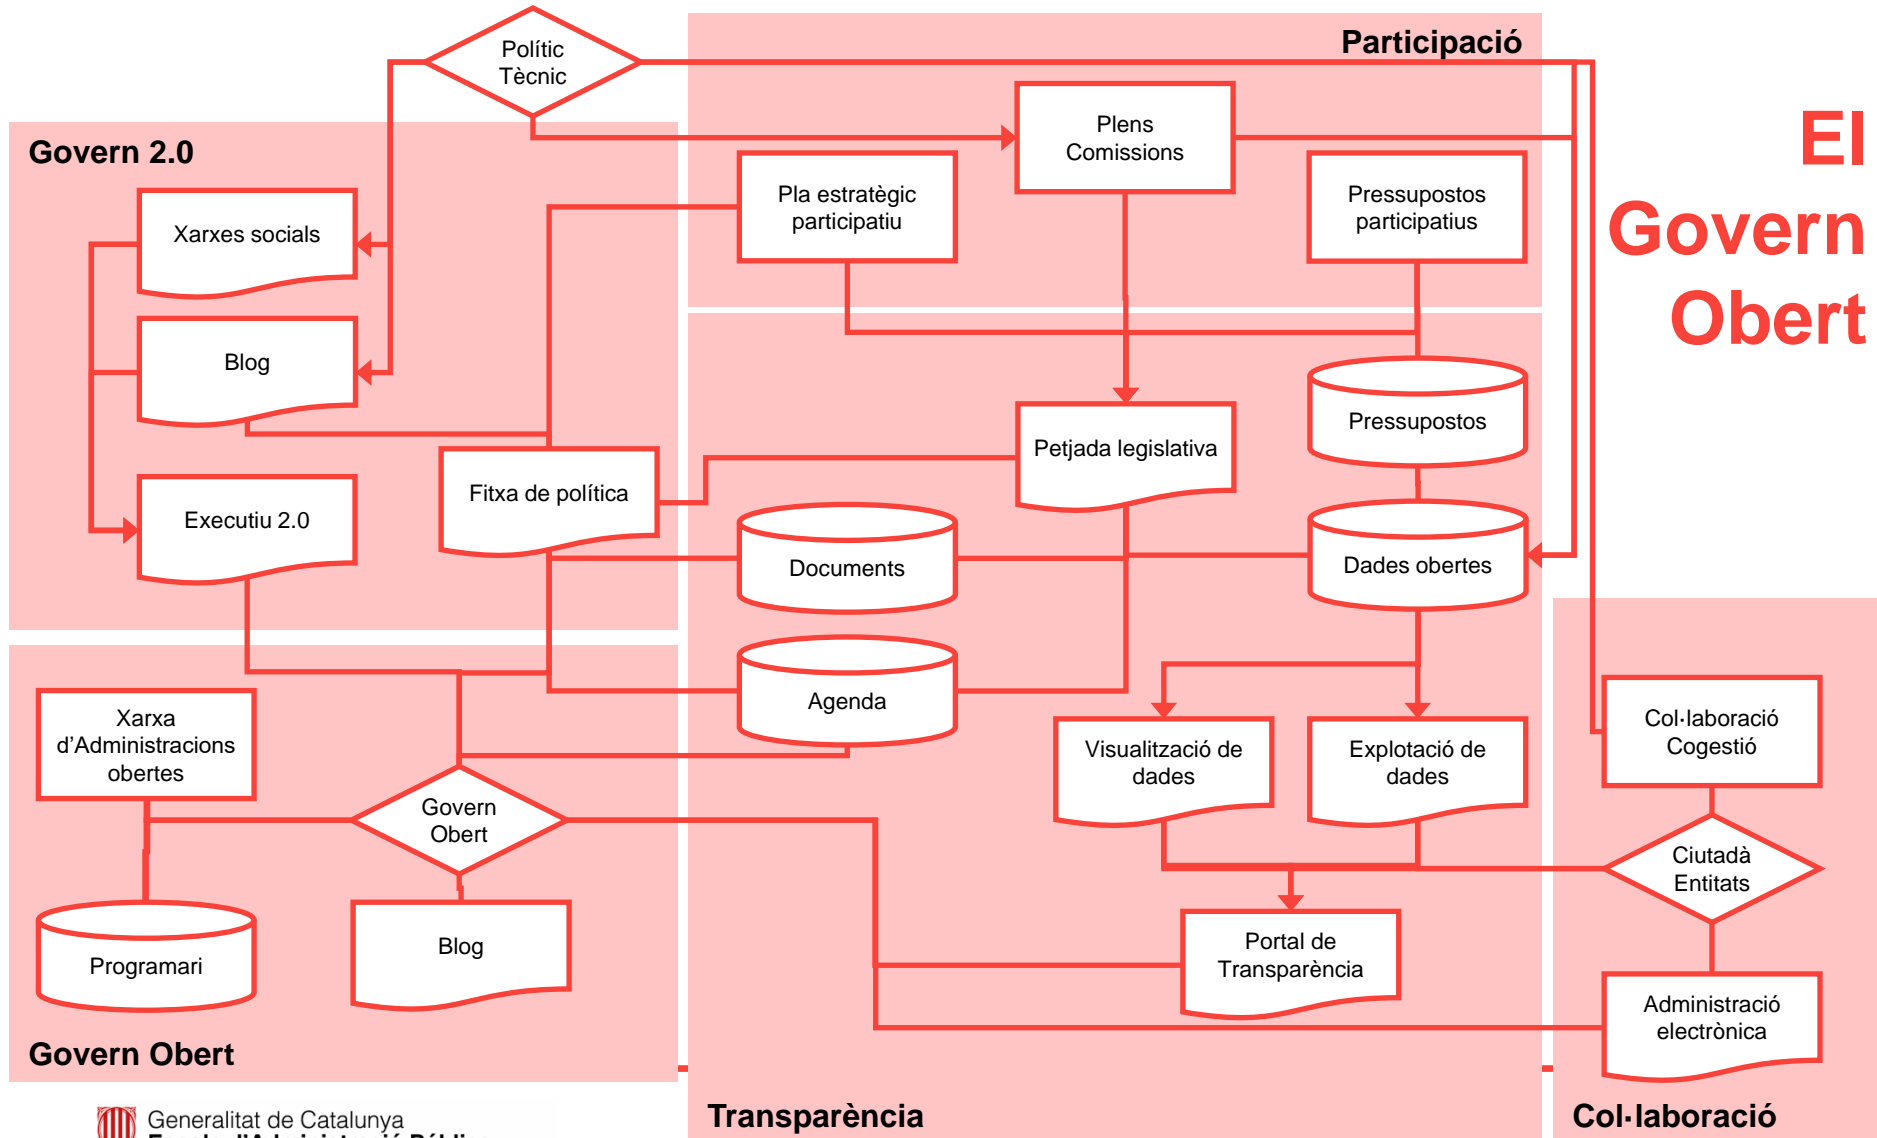 Polític
Tècnic
Participació
El
Govern
Obert
Plens
Comissions
Govern 2.0
Pla estratègic
participatiu
Pressupostos
participatius
Xarxes socials
Blog
Pressupostos
Petjada legislativa
Fitxa de política
Executiu 2.0
Documents
Dades obertes
Agenda
Xarxa
d'Administracions
obertes
Visualització de
dades
Explotació de
dades
Col·laboració
Cogestió
Govern
Obert
Ciutadà
Entitats
Programari
Blog
Portal de
Transparència
Administració
electrònica
Govern Obert
Transparència
Col·laboració
Generalitat de Catalunya
Escola d'Administració Pública